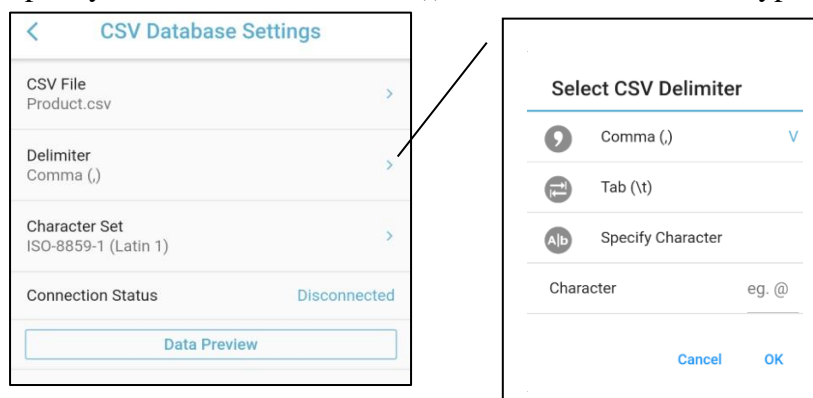 CSV Database Settings
CSV File
Product.csv
Delimiter
Comma (,)
Character Set
ISO-8859-1 (Latin 1)
Connection Status Disconnected
Data Preview
Select CSV Delimiter
Comma (,) V
Tab (\t)
A|b Specify Character
Character eg. @
Cancel OK